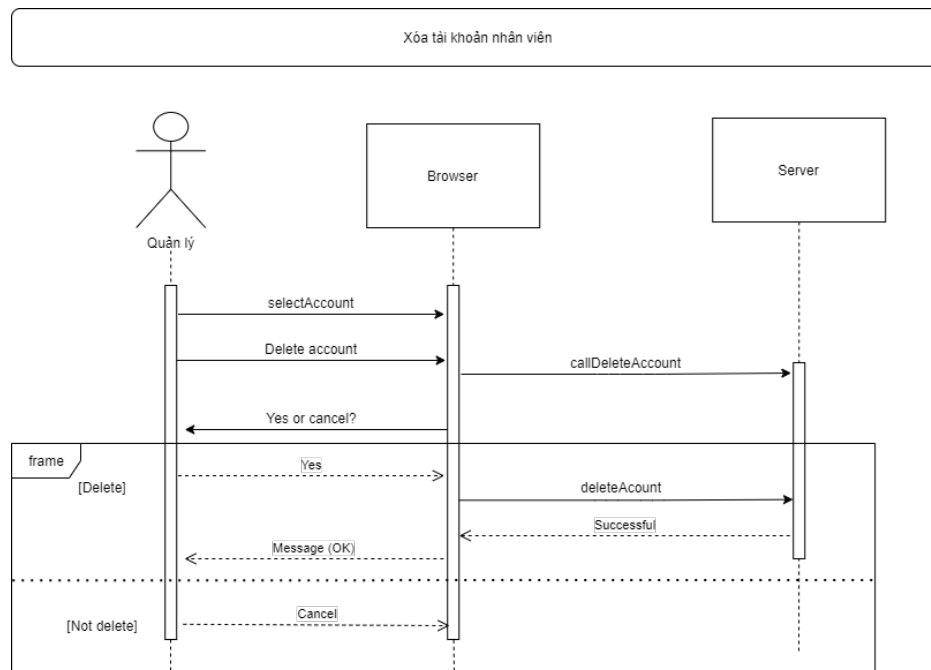 Xóa tài khoản nhân viên
Quản lý
Browser
Server
selectAccount
Delete account
callDeleteAccount
Yes or cancel?
frame
Yes
[Delete]
deleteAcount
Successful
Message (OK)
Cancel
[Not delete]